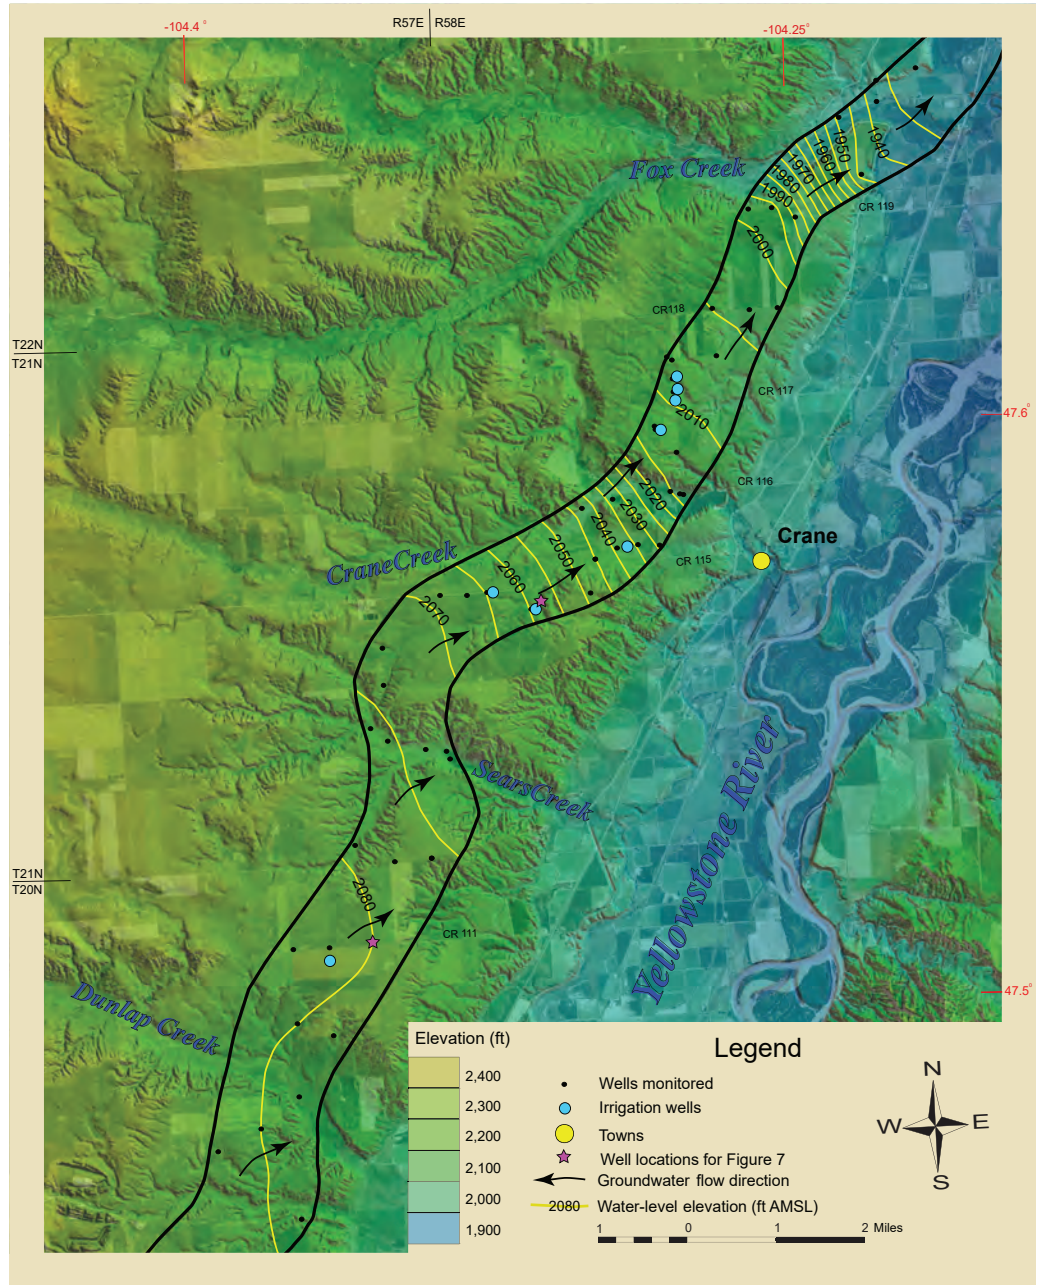 R57E R58E
-104.4°
-104.25°
Fox Creek
1940
1950
1960
1970
1980
1990
2000
CR 119
CR118
T22N
T21N
CR 117
47.6
2010
CR 116
2020
2030
2040
2050
2060
2070
Crane
CR 115
CraneCreek
SearsCreek
Yellowstone River
T21N
T20N
2080
CR 111
47.5
Dunlap Creek
Elevation (ft)
2,400
2,300
2,200
2,100
2,000
1,900
Legend
Wells monitored
Irrigation wells
Towns
Well locations for Figure 7
Groundwater flow direction
2080 Water-level elevation (ft AMSL)
1 0 1 2 Miles
N
W E
S